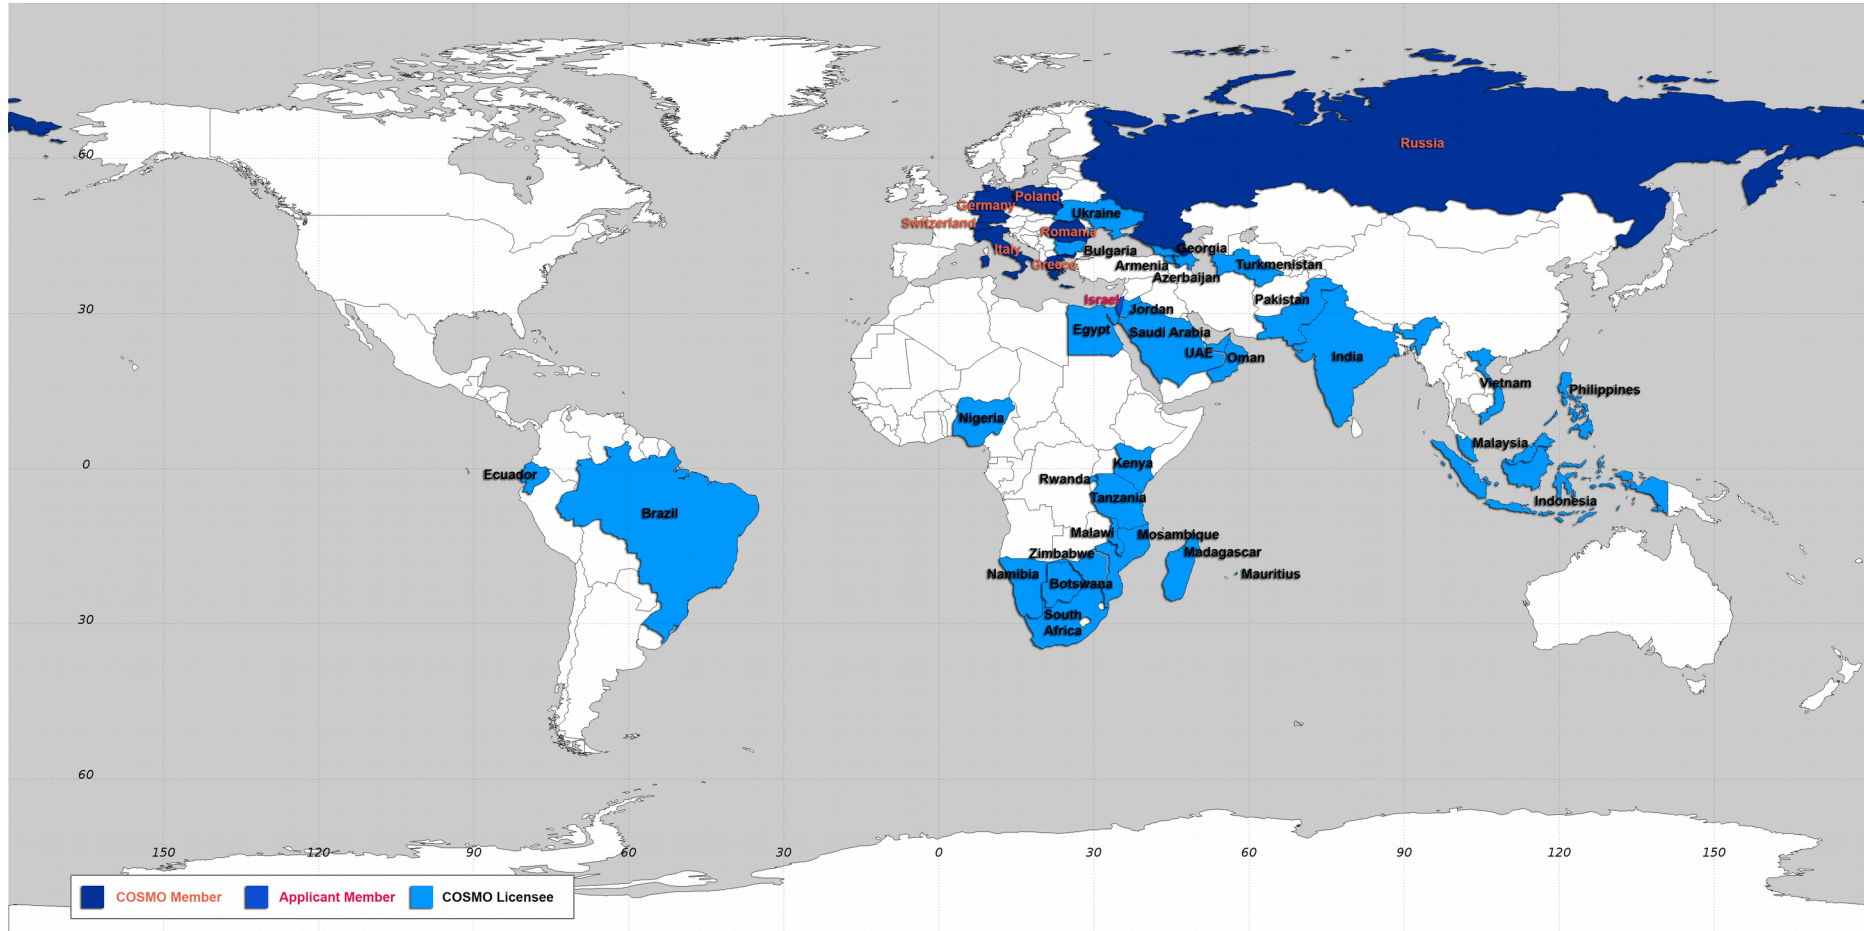 60
Russia
Poland
Germany
Switzerland
Ukraine
Romania
Italy
Bulgaria
Georgia
Greece
Armenia
Turkmenistan
Azerbaijan
Israel
Pakistan
30
Jordan
Egypt
Saudi Arabia
UAE
Oman
India
Vietnam
Philippines
Nigeria
Malaysia
0
Ecuador
Kenya
Rwanda
Tanzania
Indonesia
Brazil
Malawi
Mosambique
Zimbabwe
Madagascar
Namibia
Botswana
Mauritius
South
Africa
30
60
150 120 90 60 30 0 30 60 90 120 150
COSMO Member Applicant Member COSMO Licensee